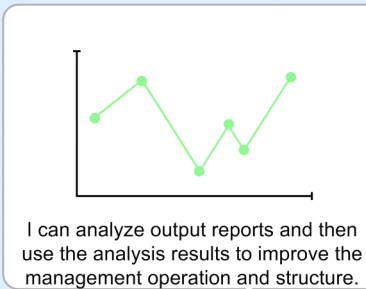 I can analyze output reports and then
use the analysis results to improve the
management operation and structure.